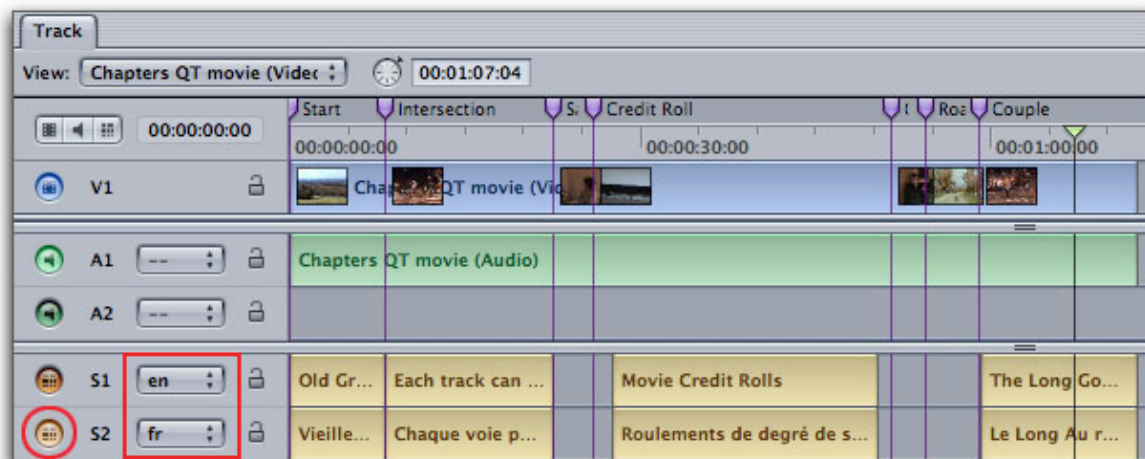 Track
View: Chapters QT movie (Videc 00:01:07:04
Start Intersection Credit Roll Couple
00:00:00:00
00:00:00:00 00:00:30:00 00:01:00:00
V1 QT movie
A1 -- Chapters QT movie (Audio)
A2 --
S1 en Old Gr... Each track can ... Movie Credit Rolls The Long Go...
S2 fr Vieille... Chaque voie p... Roulements de degré de s... Le Long Au r...